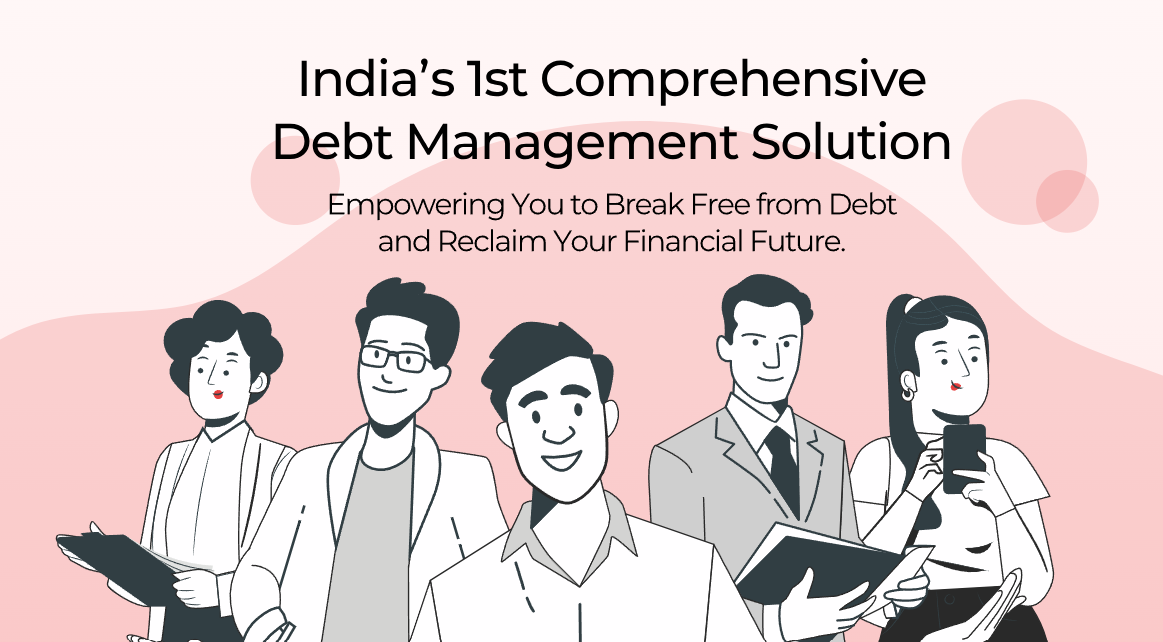 India’s 1st Comprehensive
Debt Management Solution
Empowering You to Break Free from Debt
and Reclaim Your Financial Future.